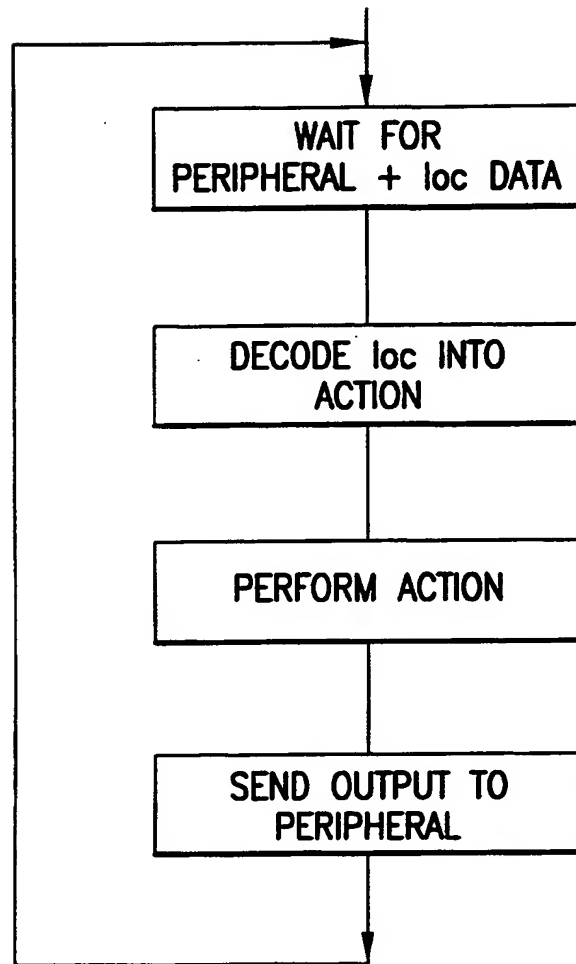 WAIT FOR
PERIPHERAL + loc DATA
DECODE loc INTO
ACTION
PERFORM ACTION
SEND OUTPUT TO
PERIPHERAL